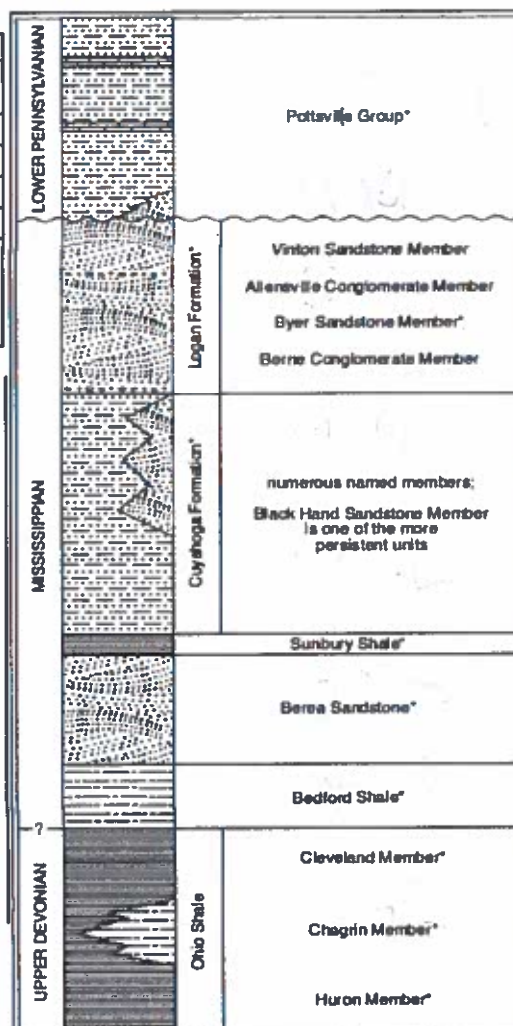 LOWER PENNSYLVANIAN
Pottsville Group*
MISSISSIPPIAN
Logan Formation*
Vinton Sandstone Member
Allensville Conglomerate Member
Byer Sandstone Member*
Berne Conglomerate Member
Cuyahoga Formation*
numerous named members;
Black Hand Sandstone Member
is one of the more
persistent units
Sunbury Shale*
Berea Sandstone*
Bedford Shale*
?
UPPER DEVONIAN
Ohio Shale
Cleveland Member*
Chagrin Member*
Huron Member*